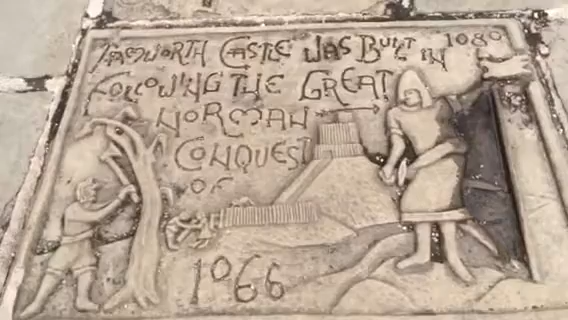 TAMWORTH CASTLE WAS BUILT IN 1080
FOLLOWING THE GREAT
NORMAN
CONQUEST
OF
1066